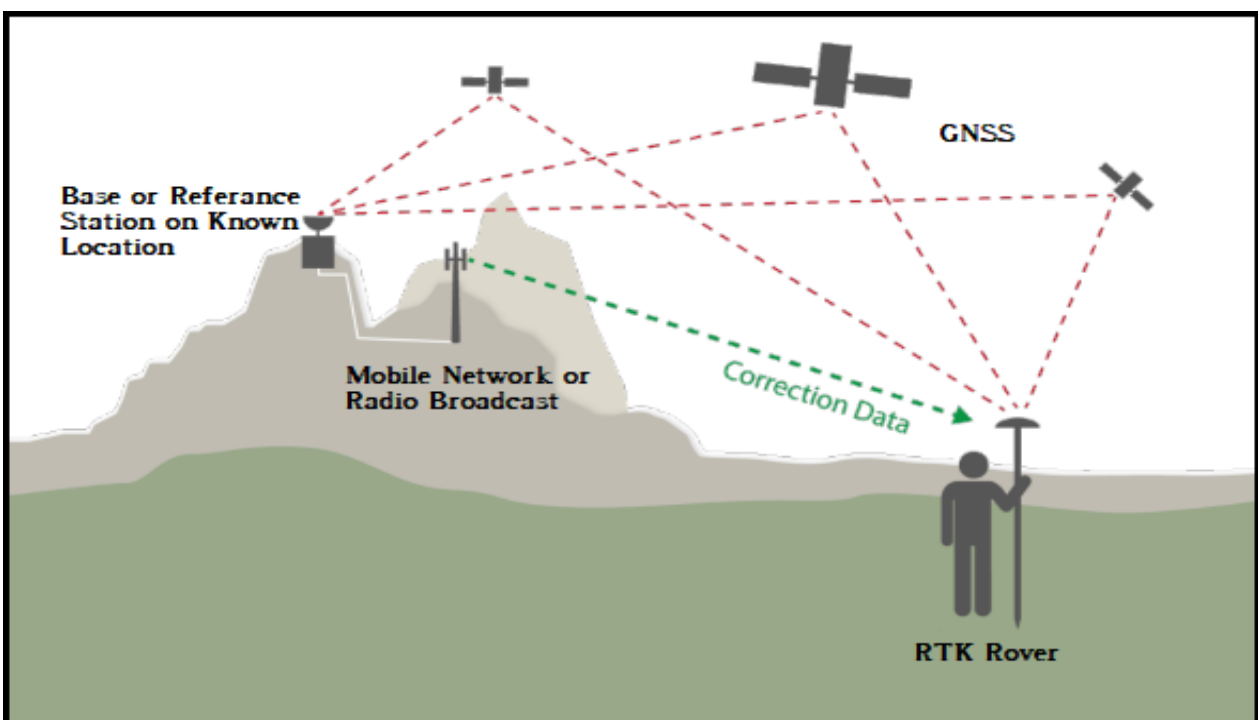 GNSS
Base or Referance
Station on Known
Location
Mobile Network or
Radio Broadcast
Correction Data
RTK Rover